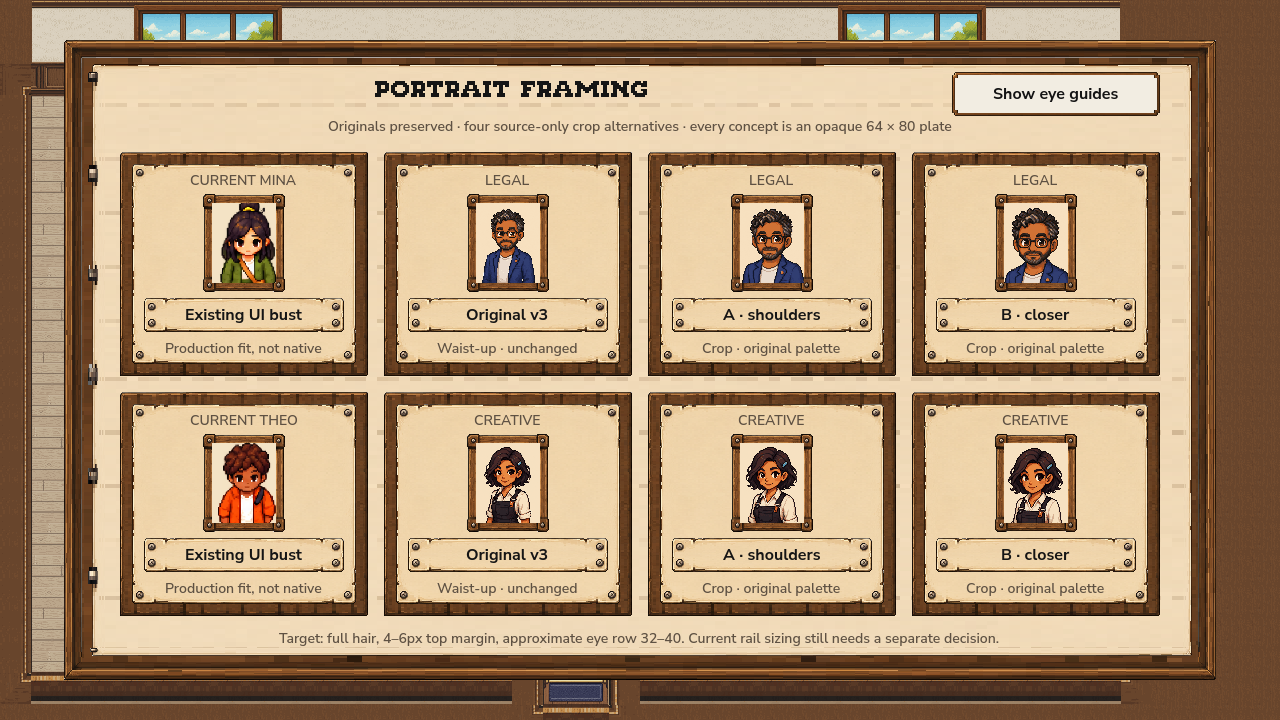 PORTRAIT FRAMING
Show eye guides
Originals preserved · four source-only crop alternatives · every concept is an opaque 64 × 80 plate
CURRENT MINA
Existing UI bust
Production fit, not native
LEGAL
Original v3
Waist-up · unchanged
LEGAL
A · shoulders
Crop · original palette
LEGAL
B · closer
Crop · original palette
CURRENT THEO
Existing UI bust
Production fit, not native
CREATIVE
Original v3
Waist-up · unchanged
CREATIVE
A · shoulders
Crop · original palette
CREATIVE
B · closer
Crop · original palette
Target: full hair, 4–6px top margin, approximate eye row 32–40. Current rail sizing still needs a separate decision.